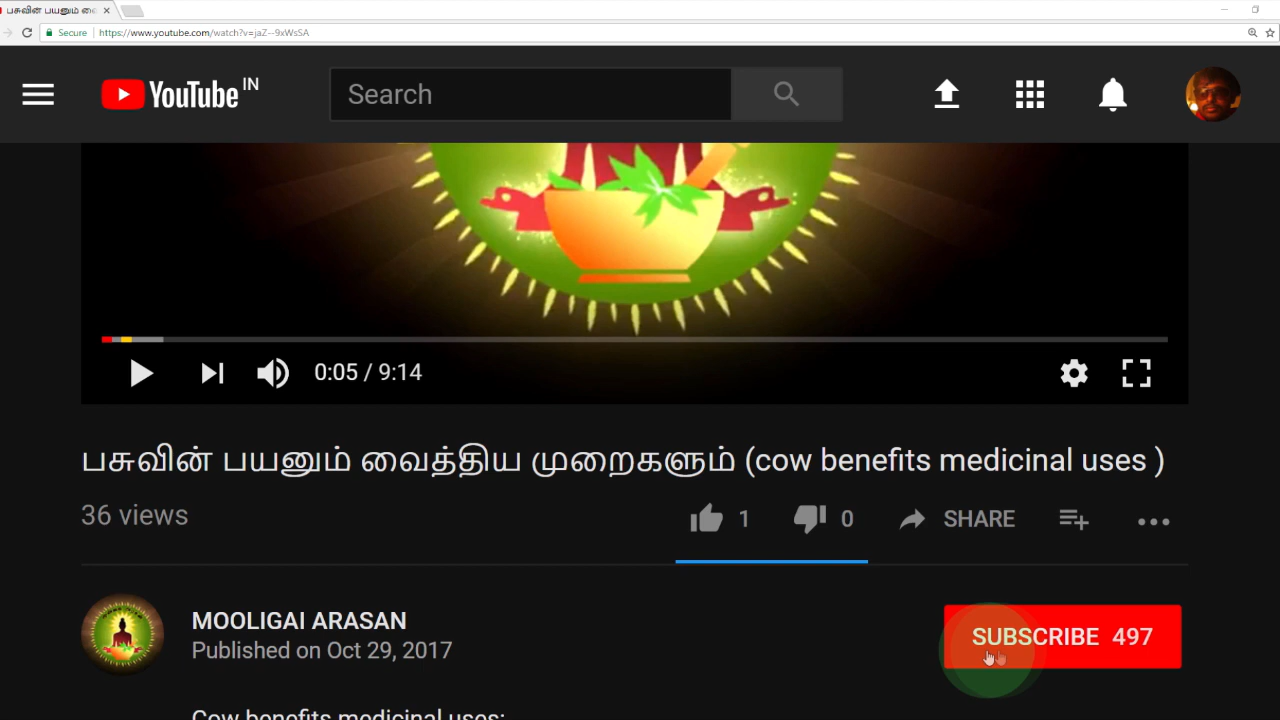 பசுவின் பயனும் வை
Secure https://www.youtube.com/watch?v=jaZ--9xWsSA
YouTube IN
Search
0:05 / 9:14
பசுவின் பயனும் வைத்திய முறைகளும் (cow benefits medicinal uses )
36 views
1
0
SHARE
MOOLIGAI ARASAN
SUBSCRIBE 497
Published on Oct 29, 2017
Cow benefits medicinal uses: